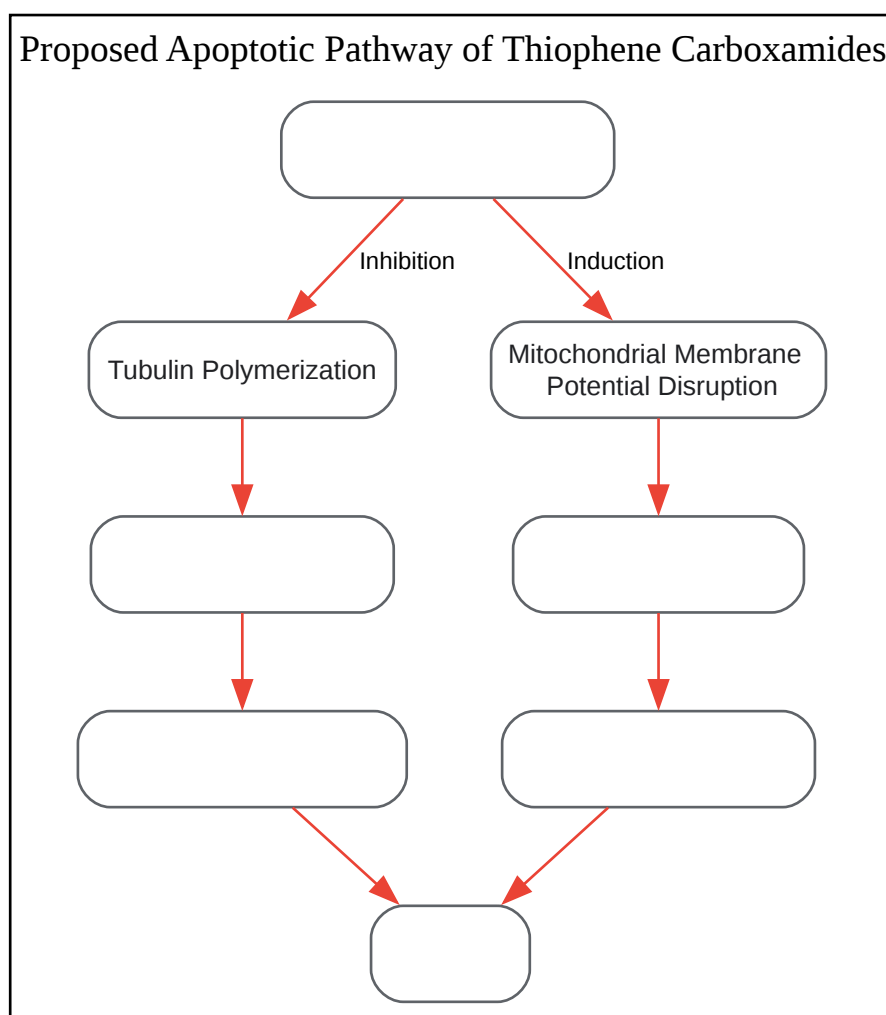 Proposed Apoptotic Pathway of Thiophene Carboxamides
Inhibition
Induction
Tubulin Polymerization
Mitochondrial Membrane
Potential Disruption